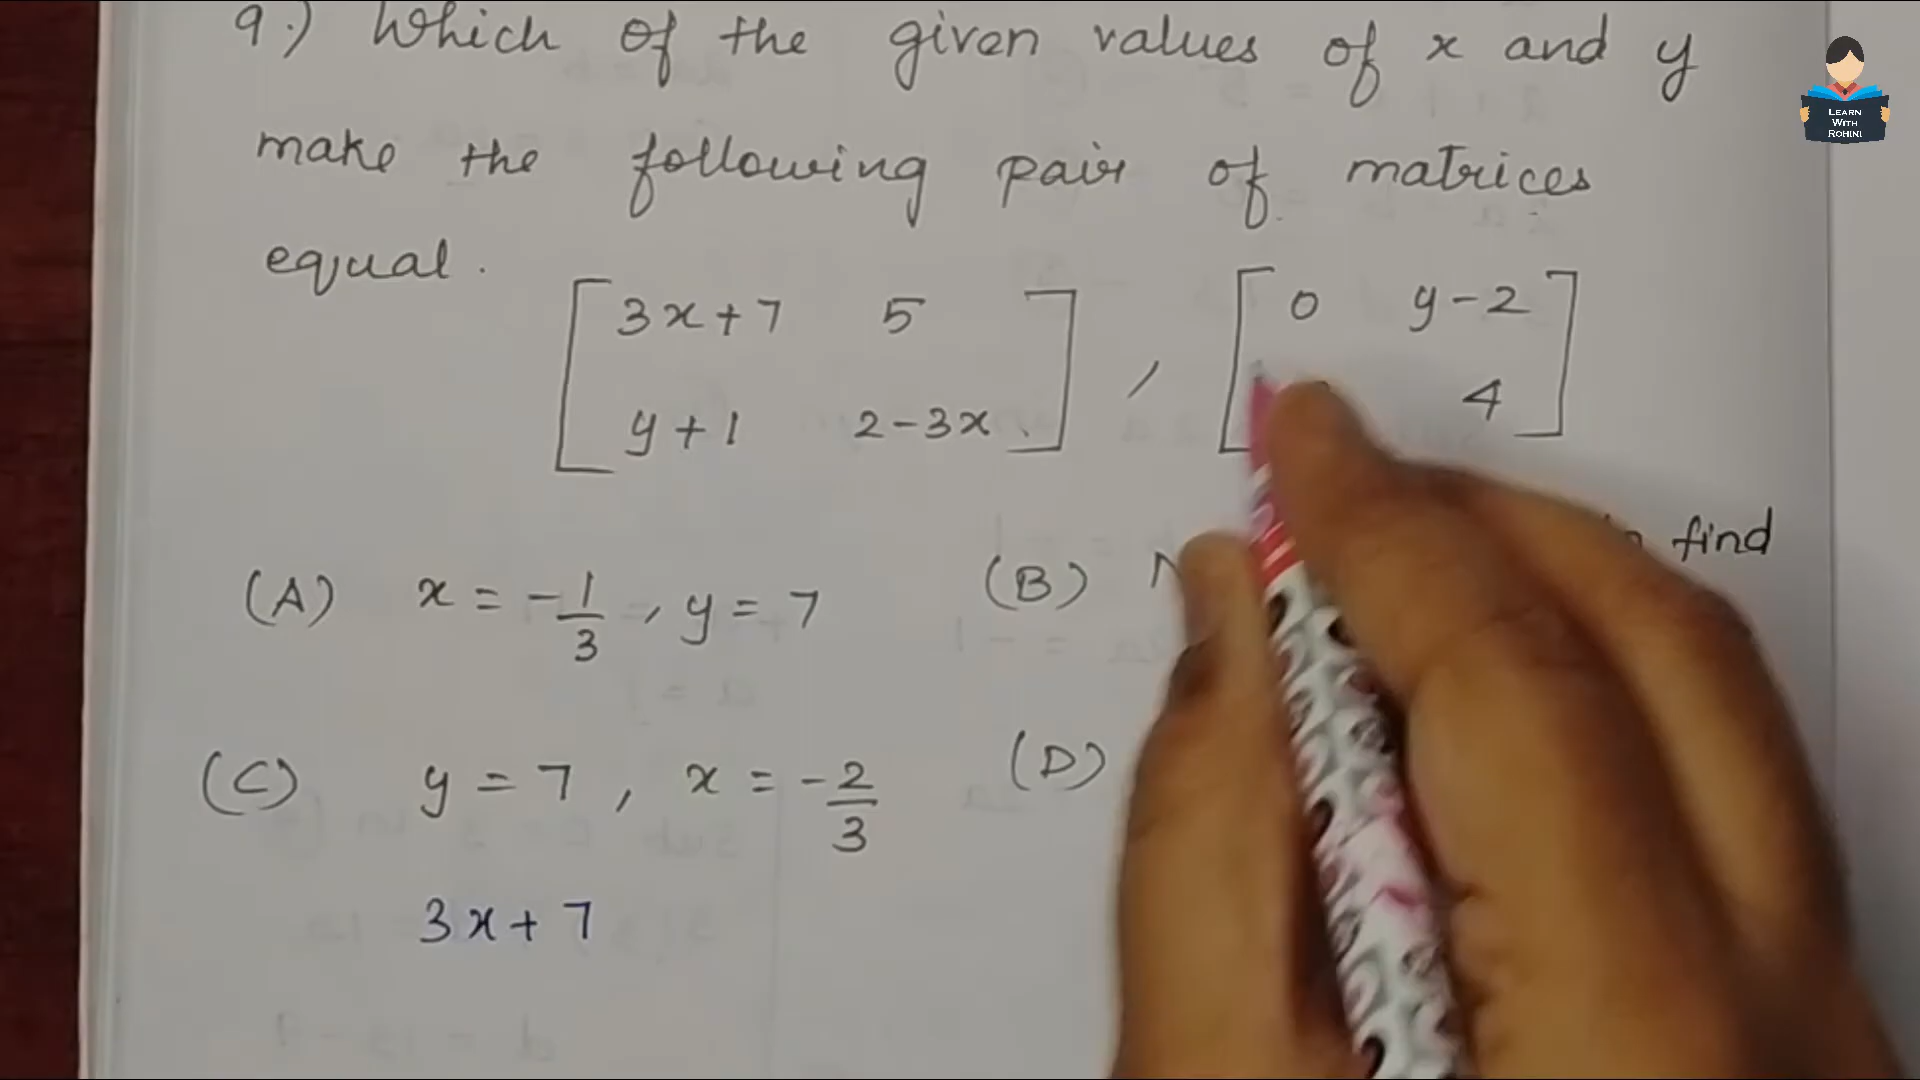 9.) Which of the given values of x and y
make the following pair of matrices
equal.
[ 3x+7 5
y+1 2-3x ] , [ 0 y-2
4 ]
(A) x = -1/3 , y = 7 (B) find
(C) y = 7 , x = -2/3 (D)
3x+7
LEARN
WITH
ROHINI